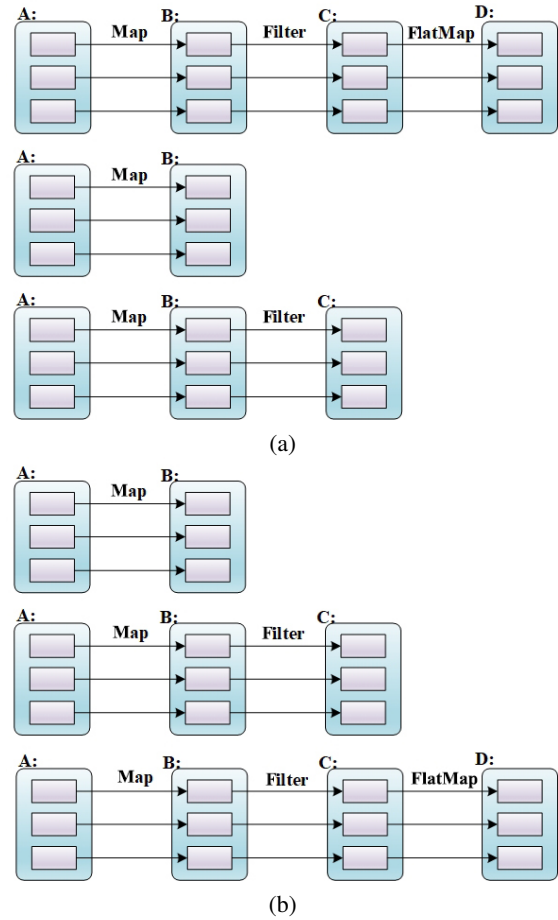 A: Map B: Filter C: FlatMap D:
A: Map B:
A: Map B: Filter C:
(a)
A: Map B:
A: Map B: Filter C:
A: Map B: Filter C: FlatMap D:
(b)